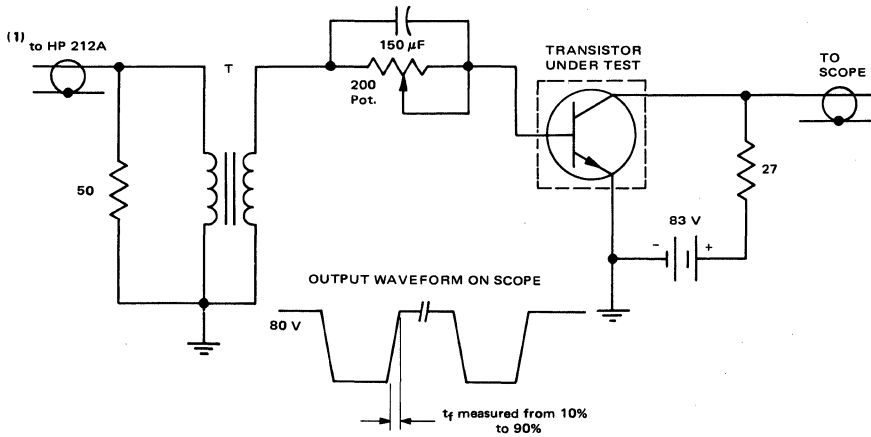 (1) to HP 212A
T
150 μF
200
Pot.
50
TRANSISTOR
UNDER TEST
TO
SCOPE
27
83 V
- +
OUTPUT WAVEFORM ON SCOPE
80 V
tf measured from 10%
to 90%